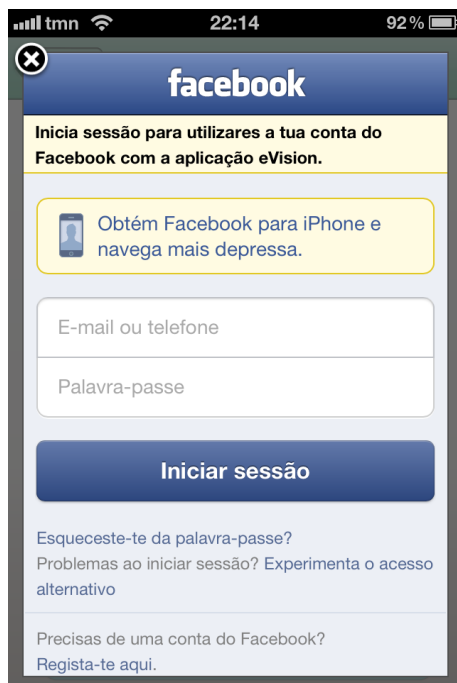 tmn 22:14 92%
facebook
Inicia sessão para utilizares a tua conta do
Facebook com a aplicação eVision.
Obtém Facebook para iPhone e
navega mais depressa.
E-mail ou telefone
Palavra-passe
Iniciar sessão
Esqueceste-te da palavra-passe?
Problemas ao iniciar sessão? Experimenta o acesso
alternativo
Precisas de uma conta do Facebook?
Regista-te aqui.